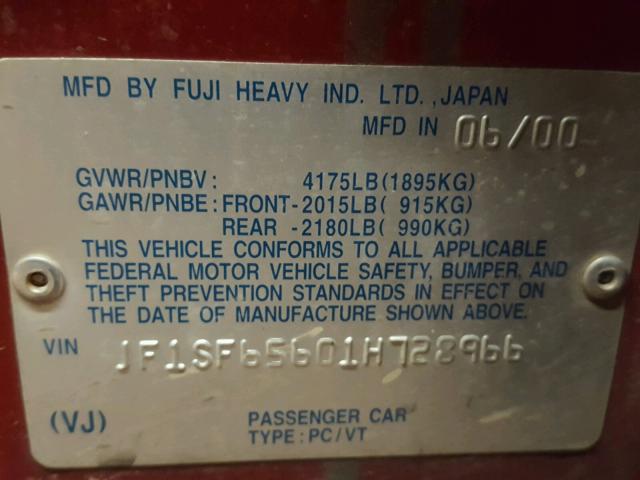 MFD BY FUJI HEAVY IND. LTD. ,JAPAN
MFD IN 06/00
GVWR/PNBV: 4175LB(1895KG)
GAWR/PNBE: FRONT-2015LB( 915KG)
REAR -2180LB( 990KG)
THIS VEHICLE CONFORMS TO ALL APPLICABLE
FEDERAL MOTOR VEHICLE SAFETY, BUMPER, AND
THEFT PREVENTION STANDARDS IN EFFECT ON
THE DATE OF MANUFACTURE SHOWN ABOVE.
VIN JF1SF65601H728966
(VJ) PASSENGER CAR
TYPE: PC/VT